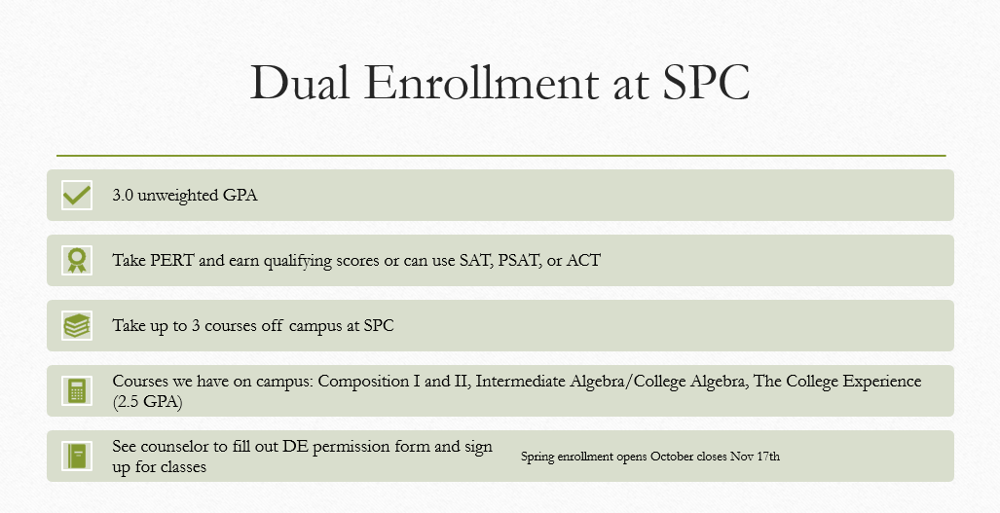 Dual Enrollment at SPC
3.0 unweighted GPA
Take PERT and earn qualifying scores or can use SAT, PSAT, or ACT
Take up to 3 courses off campus at SPC
Courses we have on campus: Composition I and II, Intermediate Algebra/College Algebra, The College Experience
(2.5 GPA)
See counselor to fill out DE permission form and sign
up for classes
Spring enrollment opens October closes Nov 17th